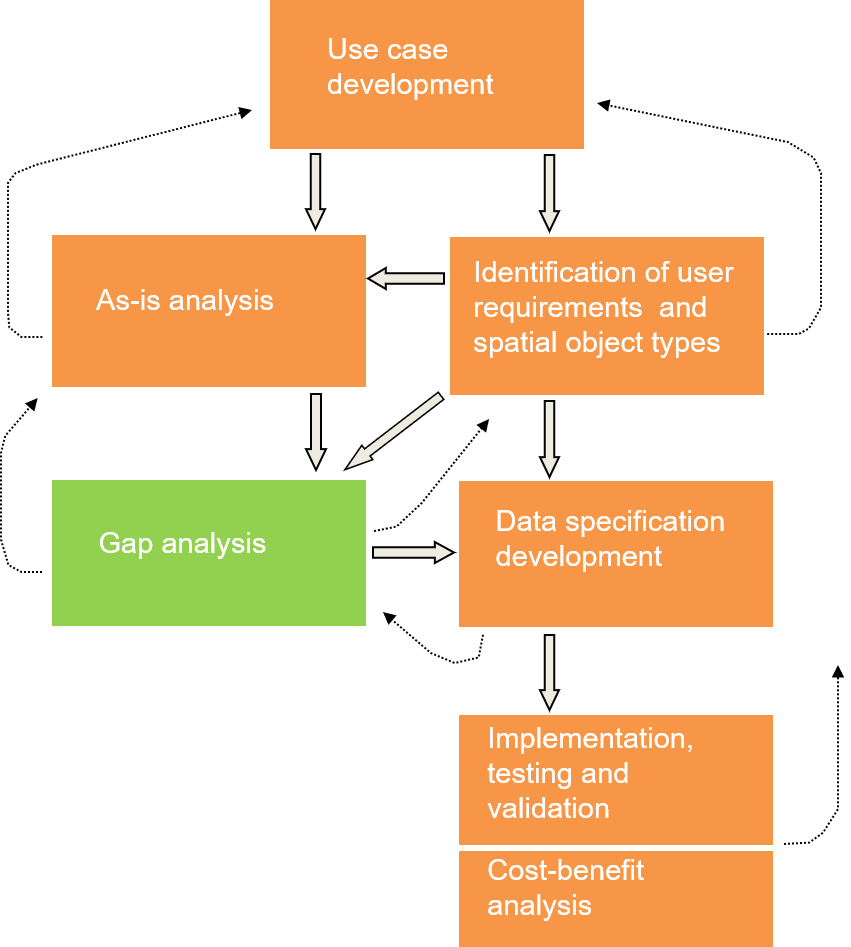 Use case
development
As-is analysis
Identification of user
requirements  and
spatial object types
Gap analysis
Data specification
development
Implementation,
testing and
validation
Cost-benefit
analysis